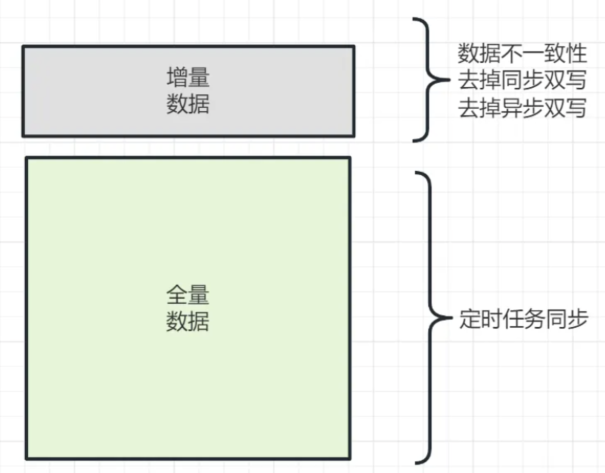 增量
数据
数据不一致性
去掉同步双写
去掉异步双写
全量
数据
定时任务同步